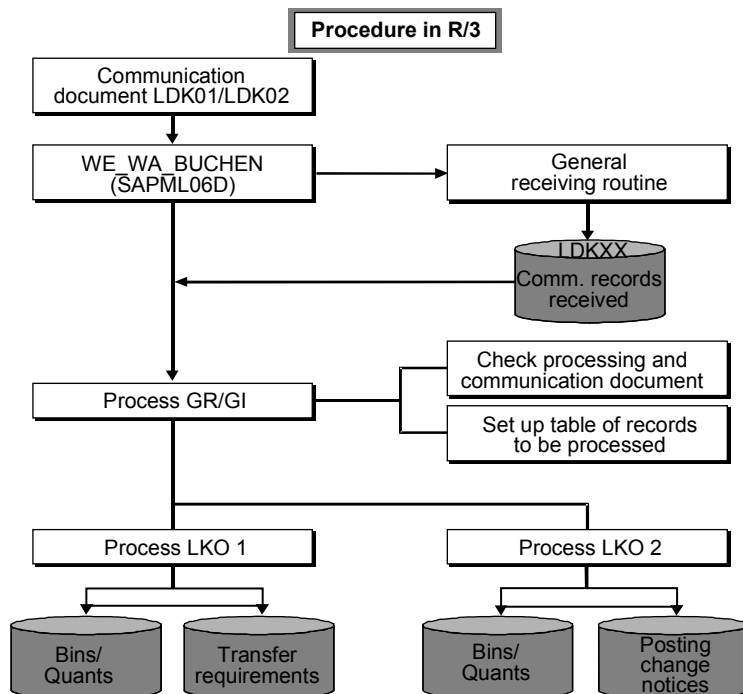 Procedure in R/3
Communication
document LDK01/LDK02
WE_WA_BUCHEN
(SAPML06D)
General
receiving routine
LDKXX
Comm. records
received
Check processing and
communication document
Process GR/GI
Set up table of records
to be processed
Process LKO 1
Process LKO 2
Bins/
Quants
Transfer
requirements
Bins/
Quants
Posting
change
notices